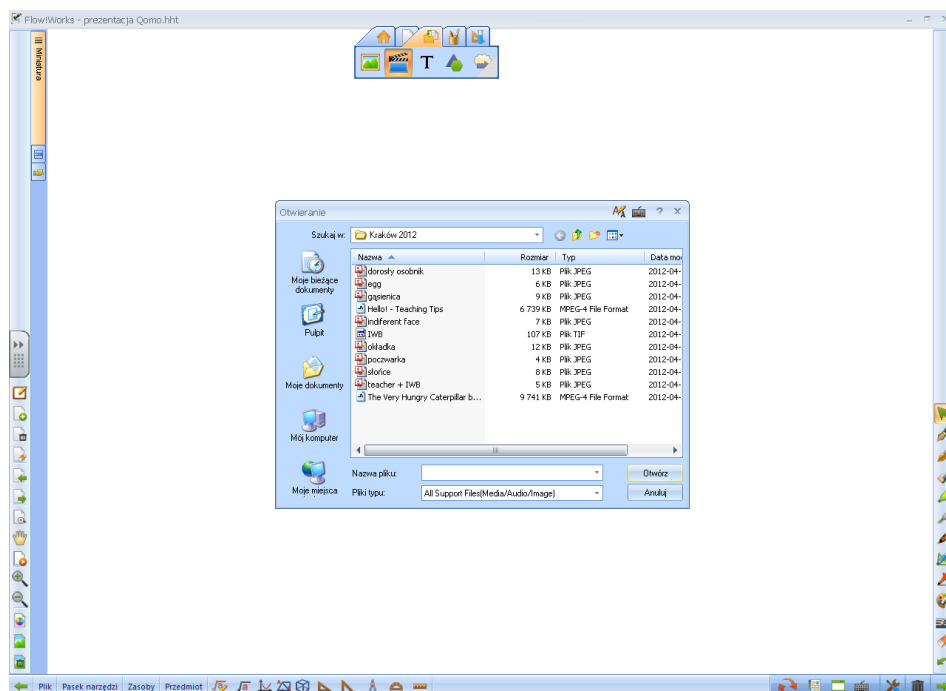 Flow!Works - prezentacja Qomo.hht
Miniatura
T
Otwieranie
Szukaj w: Kraków 2012
Nazwa Rozmiar Typ Data mo
dorosły osobnik 13 KB Plik JPEG 2012-04-
egg 6 KB Plik JPEG 2012-04-
gąsienica 9 KB Plik JPEG 2012-04-
Hello! - Teaching Tips 6 739 KB MPEG-4 File Format 2012-04-
indiferent face 7 KB Plik JPEG 2012-04-
IWB 107 KB Plik TIF 2012-04-
okładka 12 KB Plik JPEG 2012-04-
poczwarka 4 KB Plik JPEG 2012-04-
słońce 8 KB Plik JPEG 2012-04-
teacher + IWB 5 KB Plik JPEG 2012-04-
The Very Hungry Caterpillar b... 9 741 KB MPEG-4 File Format 2012-04-
Moje bieżące
dokumenty
Pulpit
Moje dokumenty
Mój komputer
Moje miejsca
Nazwa pliku: Otwórz
Pliki typu: All Support Files(Media/Audio/Image) Anuluj
Plik Pasek narzędzi Zasoby Przedmiot